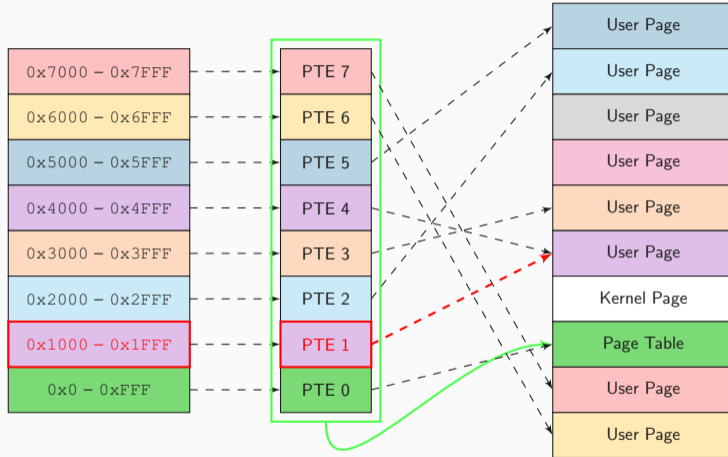 0x7000 – 0x7FFF
0x6000 – 0x6FFF
0x5000 – 0x5FFF
0x4000 – 0x4FFF
0x3000 – 0x3FFF
0x2000 – 0x2FFF
0x1000 – 0x1FFF
0x0 – 0xFFF
PTE 7
PTE 6
PTE 5
PTE 4
PTE 3
PTE 2
PTE 1
PTE 0
User Page
User Page
User Page
User Page
User Page
User Page
Kernel Page
Page Table
User Page
User Page